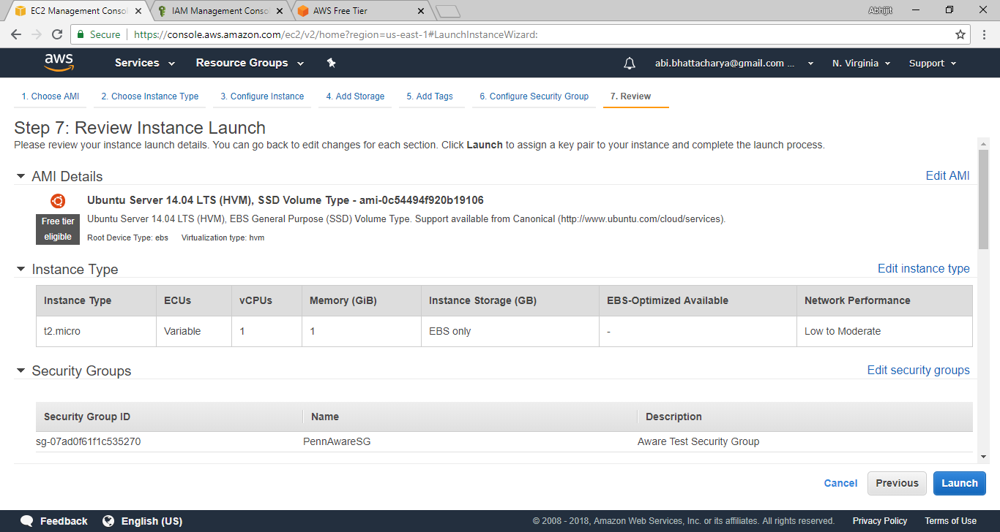 EC2 Management Consol
IAM Management Consol
AWS Free Tier
Abhijit
Secure
https://console.aws.amazon.com/ec2/v2/home?region=us-east-1#LaunchInstanceWizard:
aws
Services
Resource Groups
abi.bhattacharya@gmail.com ...
N. Virginia
Support
1. Choose AMI
2. Choose Instance Type
3. Configure Instance
4. Add Storage
5. Add Tags
6. Configure Security Group
7. Review
Step 7: Review Instance Launch
Please review your instance launch details. You can go back to edit changes for each section. Click Launch to assign a key pair to your instance and complete the launch process.
AMI Details
Edit AMI
Ubuntu Server 14.04 LTS (HVM), SSD Volume Type - ami-0c54494f920b19106
Free tier
eligible
Ubuntu Server 14.04 LTS (HVM), EBS General Purpose (SSD) Volume Type. Support available from Canonical (http://www.ubuntu.com/cloud/services).
Root Device Type: ebs Virtualization type: hvm
Instance Type
Edit instance type
Instance Type ECUs vCPUs Memory (GiB) Instance Storage (GB) EBS-Optimized Available Network Performance
t2.micro Variable 1 1 EBS only - Low to Moderate
Security Groups
Edit security groups
Security Group ID Name Description
sg-07ad0f61f1c535270 PennAwareSG Aware Test Security Group
Cancel
Previous
Launch
Feedback
English (US)
© 2008 - 2018, Amazon Web Services, Inc. or its affiliates. All rights reserved.
Privacy Policy
Terms of Use